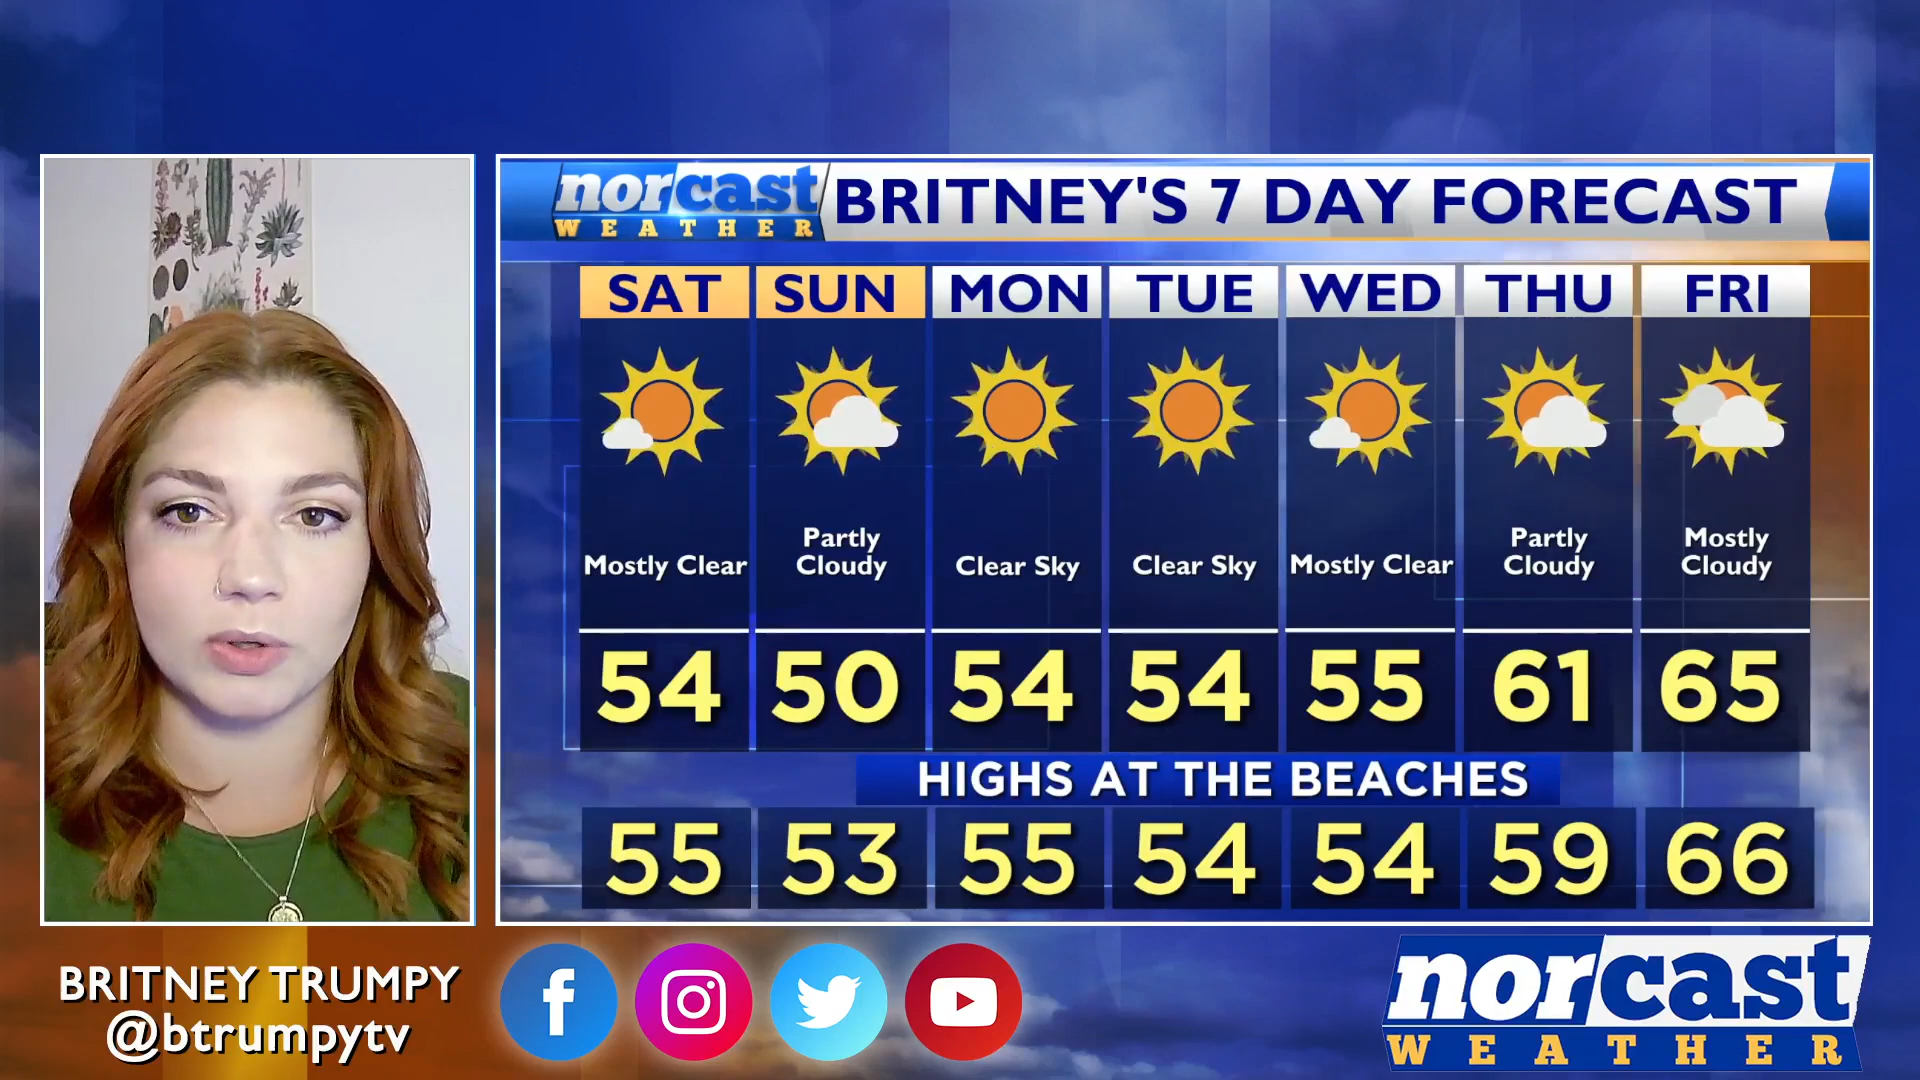 norcast
WEATHER
BRITNEY'S 7 DAY FORECAST
SAT SUN MON TUE WED THU FRI
Mostly Clear
Partly
Cloudy
Clear Sky
Clear Sky
Mostly Clear
Partly
Cloudy
Mostly
Cloudy
54 50 54 54 55 61 65
HIGHS AT THE BEACHES
55 53 55 54 54 59 66
BRITNEY TRUMPY
@btrumpytv
f
norcast
WEATHER